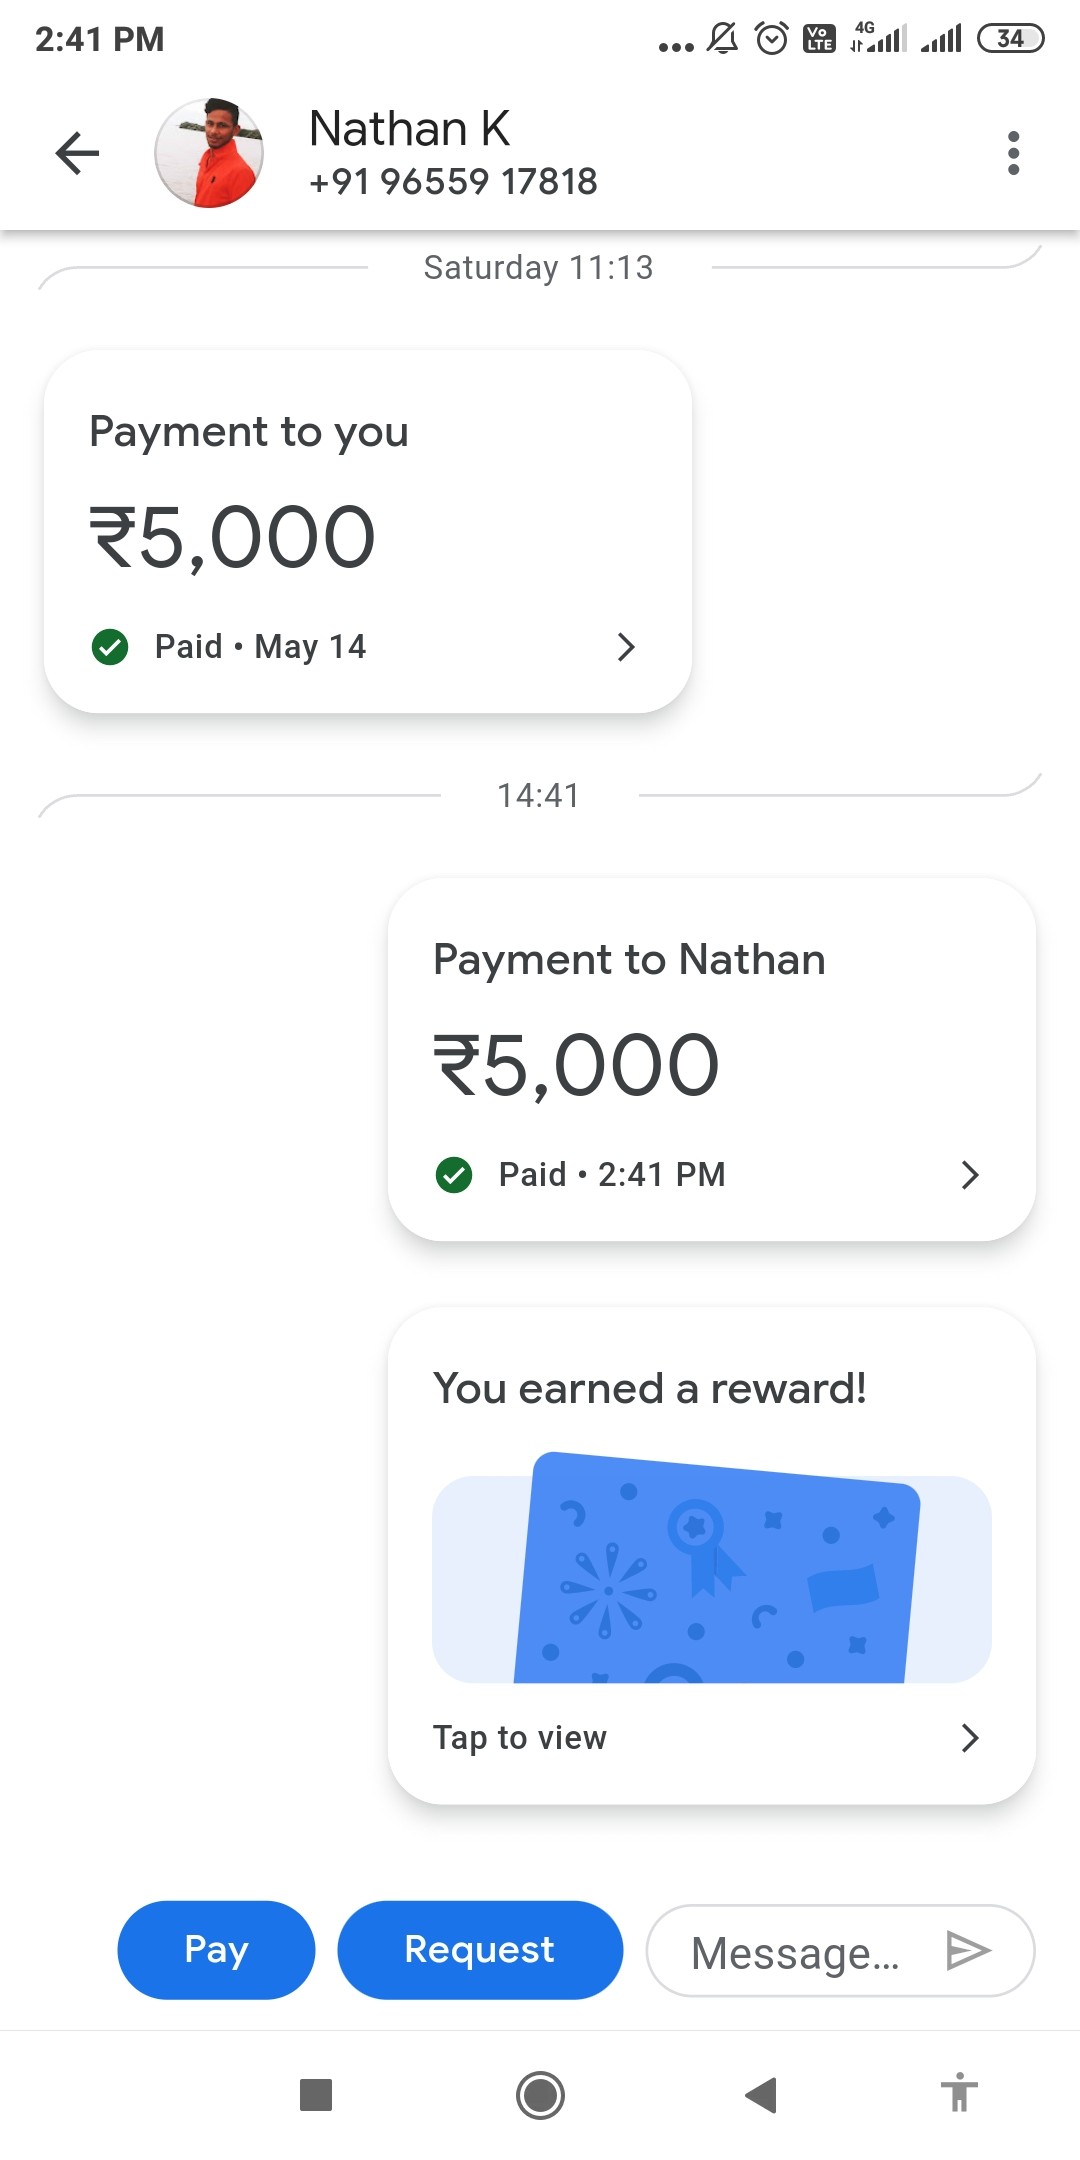 2:41 PM
Vo LTE 4G 34
Nathan K
+91 96559 17818
Saturday 11:13
Payment to you
₹5,000
Paid • May 14
14:41
Payment to Nathan
₹5,000
Paid • 2:41 PM
You earned a reward!
Tap to view
Pay Request Message...